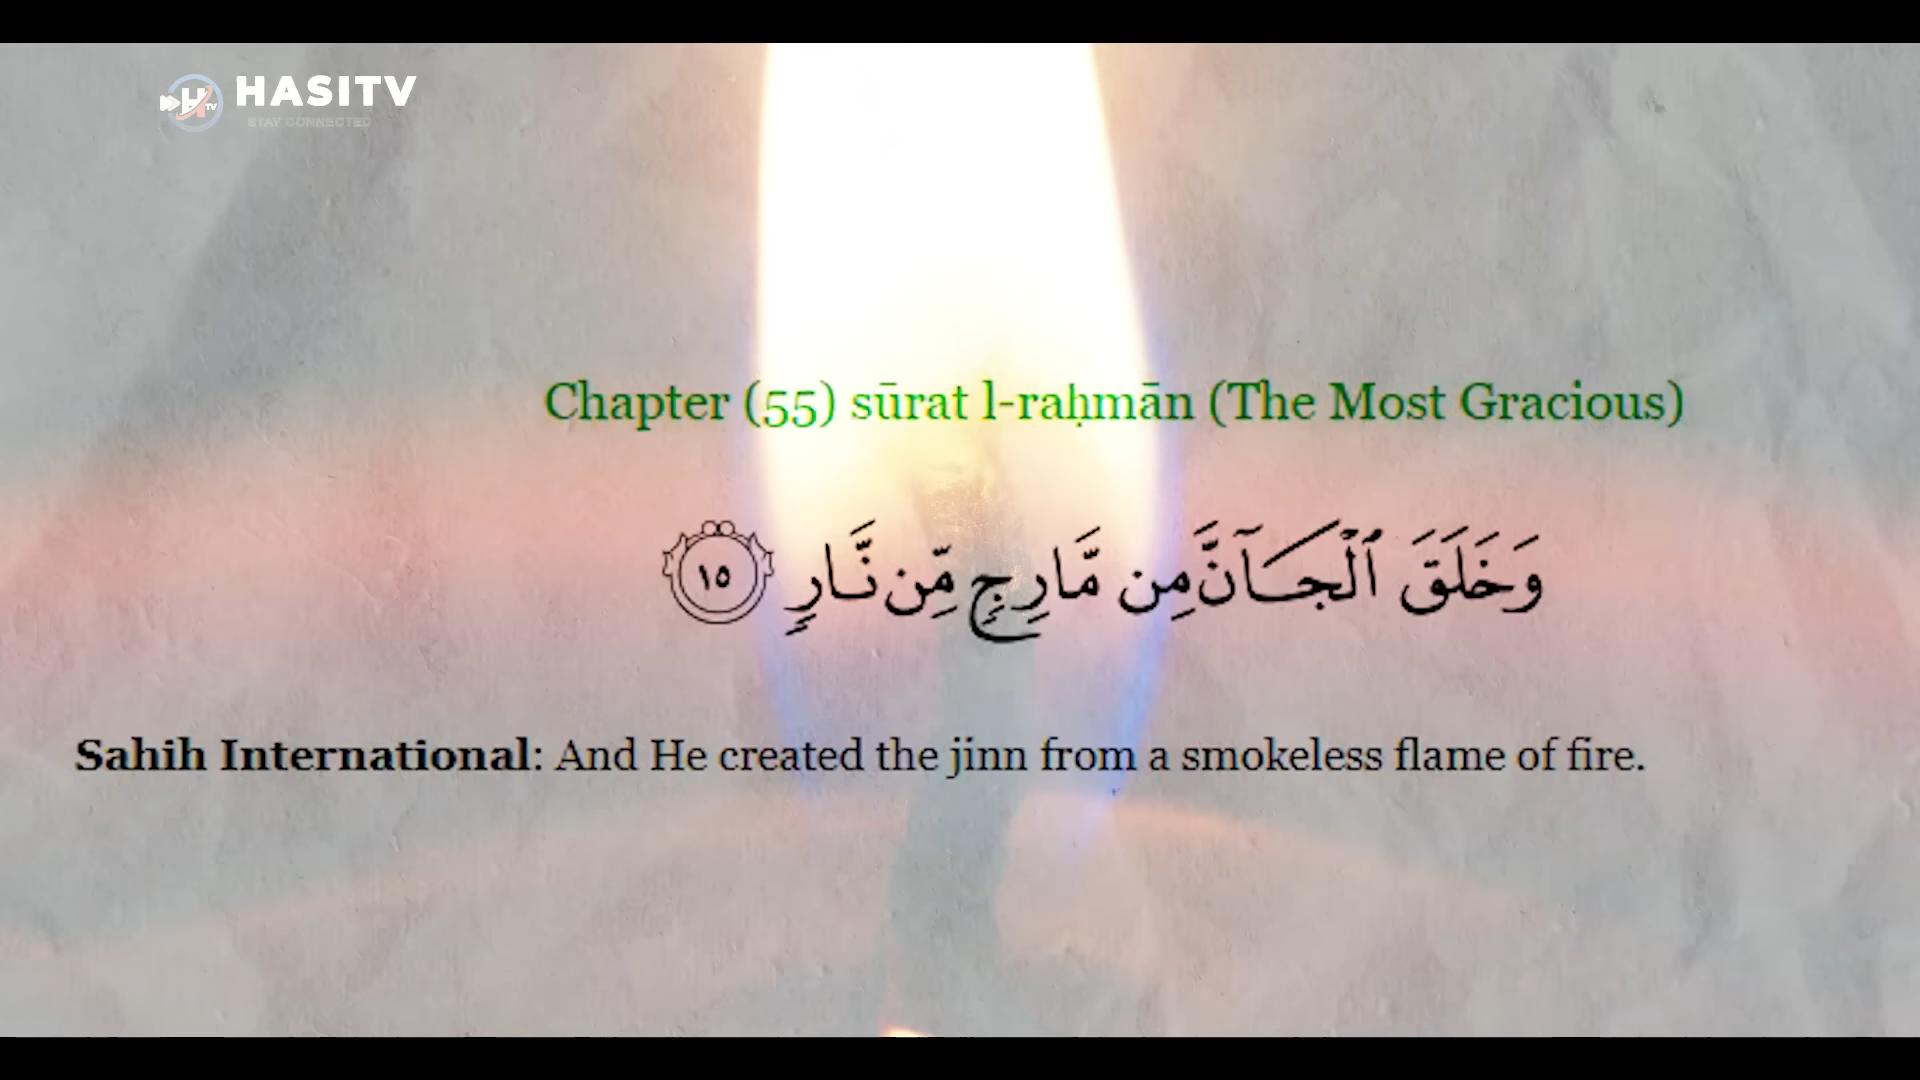 HASITV
STAY CONNECTED
Chapter (55) sūrat l-raḥmān (The Most Gracious)
وَخَلَقَ ٱلْجَآنَّ مِن مَّارِجٍ مِّن نَّارٍ ١٥
Sahih International: And He created the jinn from a smokeless flame of fire.